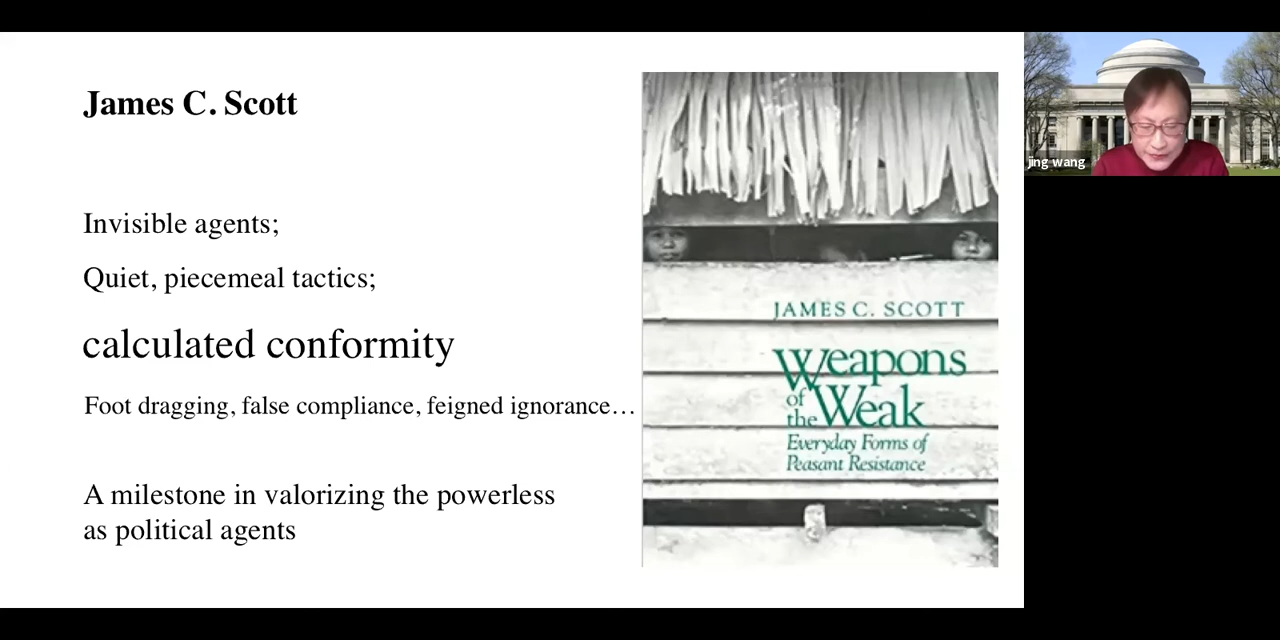 James C. Scott
Invisible agents;
Quiet, piecemeal tactics;
calculated conformity
Foot dragging, false compliance, feigned ignorance…
A milestone in valorizing the powerless
as political agents
JAMES C. SCOTT
Weapons
of
the Weak
Everyday Forms of
Peasant Resistance
jing wang